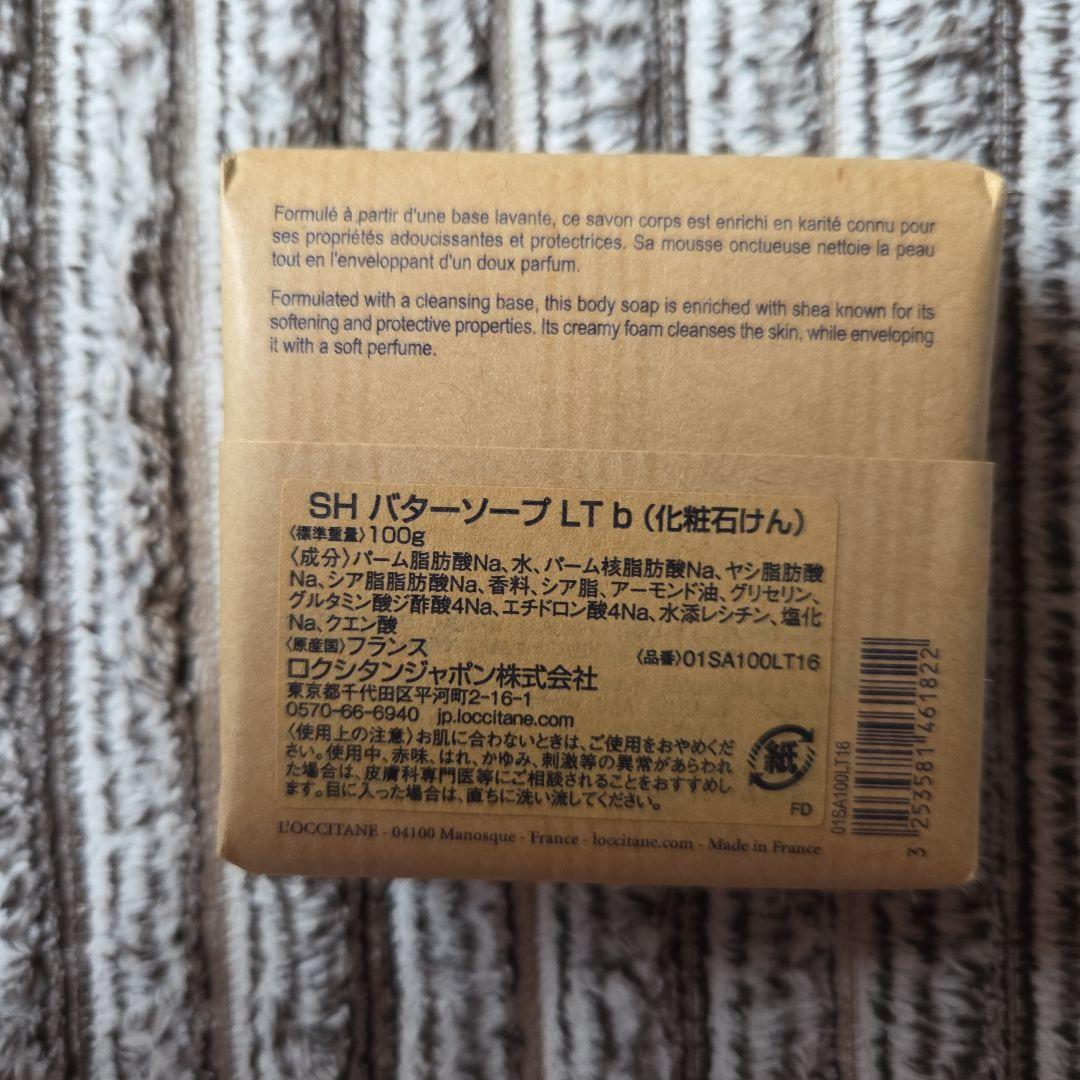 Formulé à partir d'une base lavante, ce savon corps est enrichi en karité connu pour
ses propriétés adoucissantes et protectrices. Sa mousse onctueuse nettoie la peau
tout en l'enveloppant d'un doux parfum.
Formulated with a cleansing base, this body soap is enriched with shea known for its
softening and protective properties. Its creamy foam cleanses the skin, while enveloping
it with a soft perfume.
SH バターソープ LT b (化粧石けん)
〈標準重量〉100g
〈成分〉パーム脂肪酸Na、水、パーム核脂肪酸Na、ヤシ脂肪酸
Na、シア脂脂肪酸Na、香料、シア脂、アーモンド油、グリセリン、
グルタミン酸ジ酢酸4Na、エチドロン酸4Na、水添レシチン、塩化
Na、クエン酸
〈原産国〉フランス
〈品番〉01SA100LT16
ロクシタンジャポン株式会社
東京都千代田区平河町2-16-1
0570-66-6940 jp.loccitane.com
〈使用上の注意〉お肌に合わないときは、ご使用をおやめくだ
さい。使用中、赤味、はれ、かゆみ、刺激等の異常があらわれ
た場合は、皮膚科専門医等にご相談されることをおすすめしま
す。目に入った場合は、直ちに洗い流してください。
紙
FD
L'OCCITANE - 04100 Manosque - France - loccitane.com - Made in France
01SA100LT16
3 253581 461822